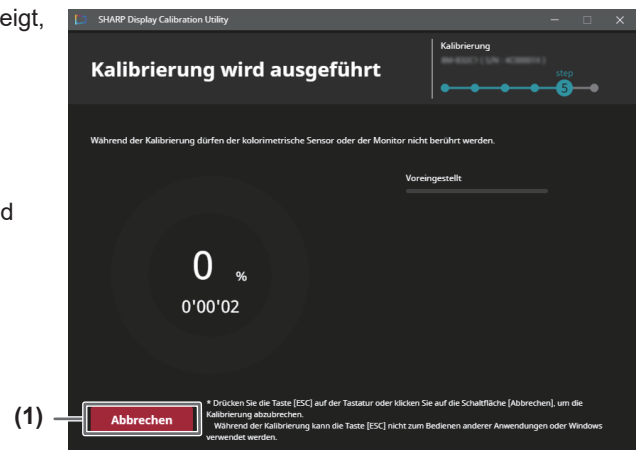 eigt,
SHARP Display Calibration Utility
Kalibrierung wird ausgeführt
Kalibrierung
step
5
Während der Kalibrierung dürfen der kolorimetrische Sensor oder der Monitor nicht berührt werden.
Voreingestellt
d
0 %
0'00'02
(1)
Abbrechen
* Drücken Sie die Taste [ESC] auf der Tastatur oder klicken Sie auf die Schaltfläche [Abbrechen], um die
Kalibrierung abzubrechen.
Während der Kalibrierung kann die Taste [ESC] nicht zum Bedienen anderer Anwendungen oder Windows
verwendet werden.